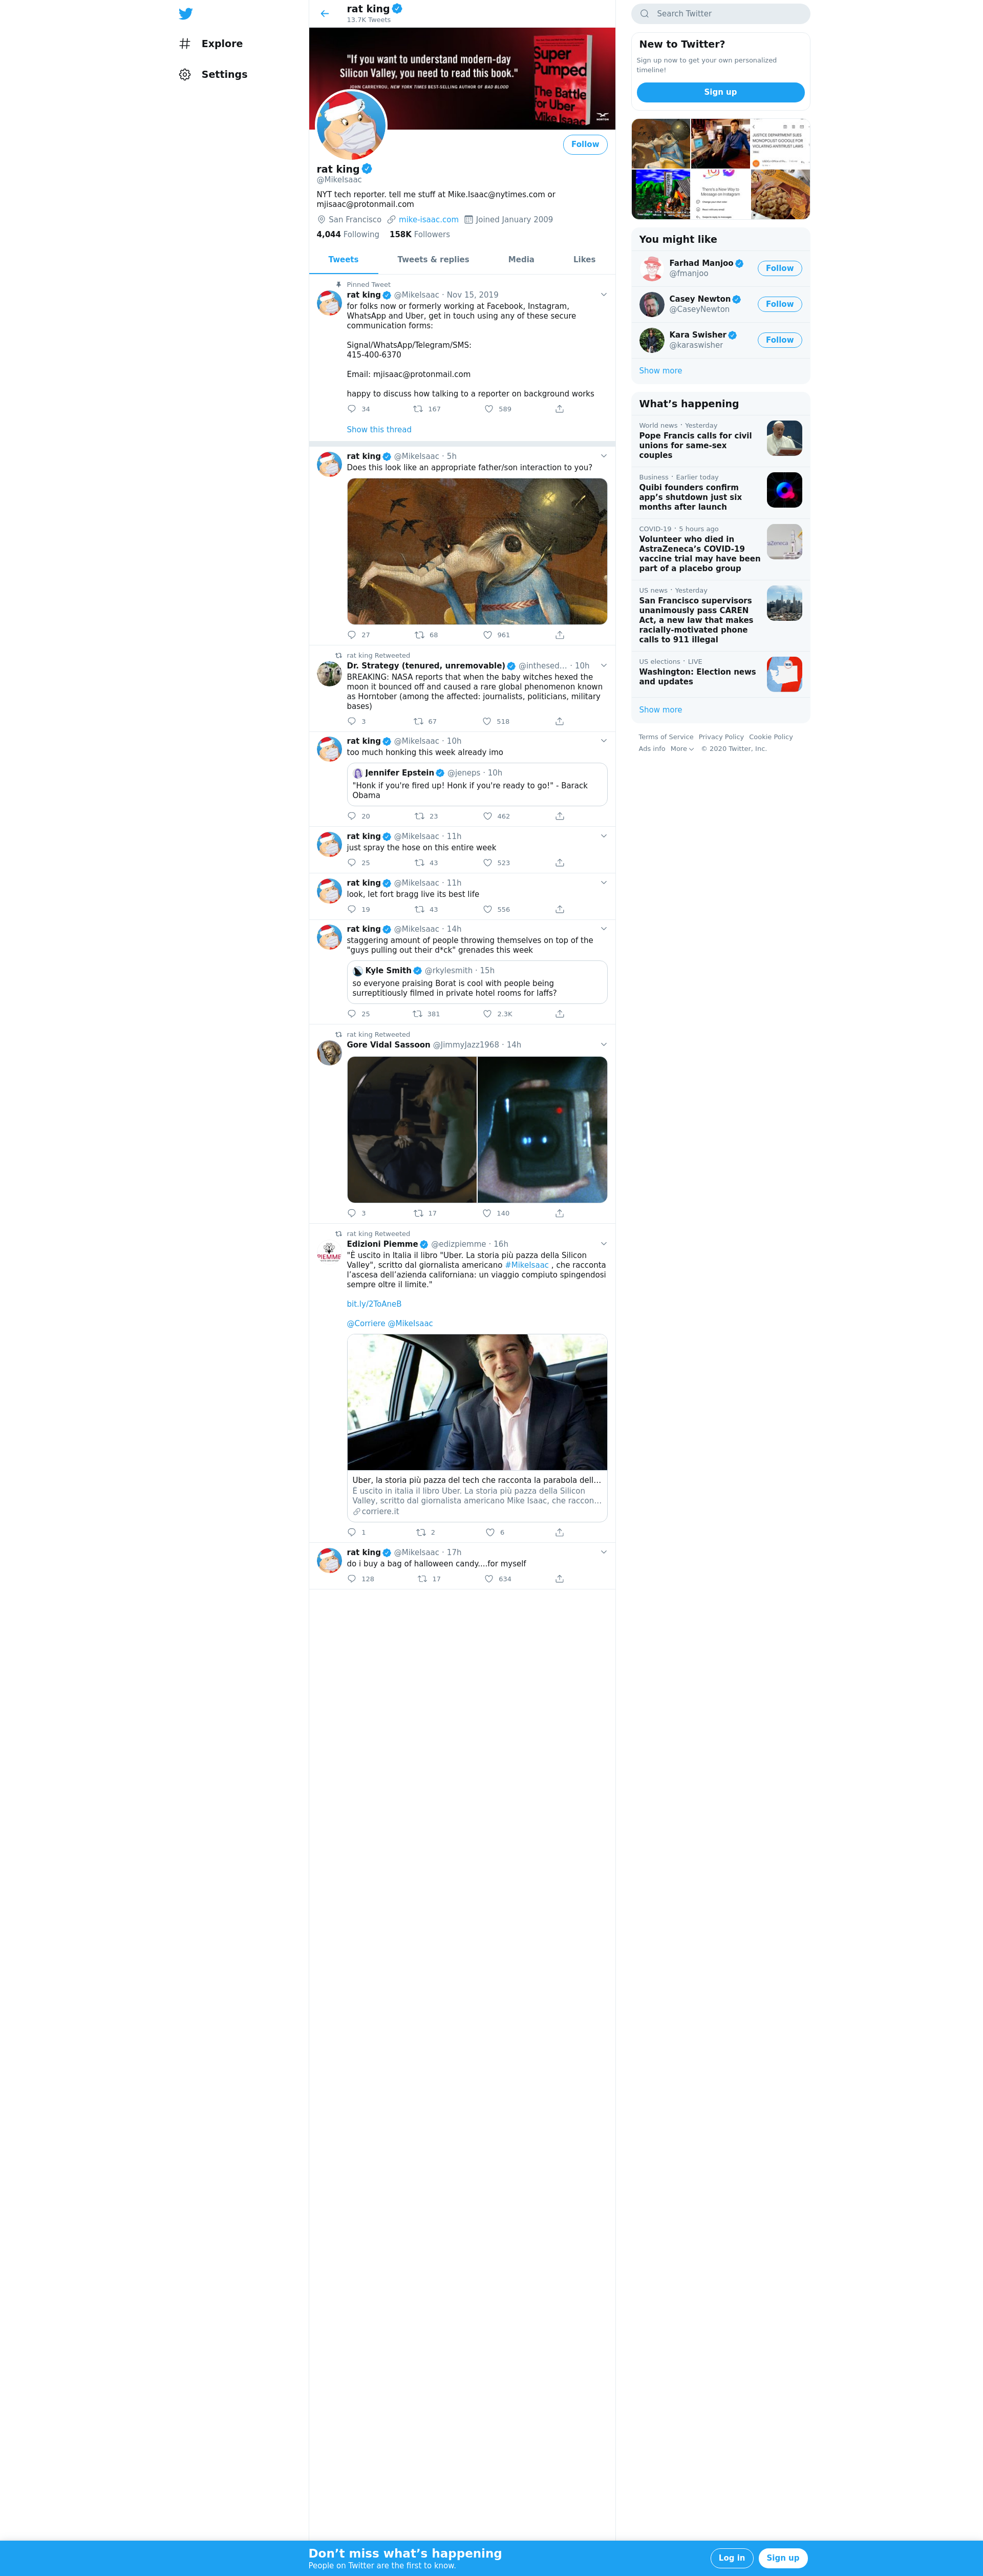 Explore
Settings
rat king
13.7K Tweets
"If you want to understand modern-day
Silicon Valley, you need to read this book."
JOHN CARREYROU, NEW YORK TIMES BEST-SELLING AUTHOR OF BAD BLOOD
Super
Pumped
The Battle
for Uber
Mike Isaac
NORTON
Follow
rat king
@MikeIsaac
NYT tech reporter. tell me stuff at Mike.Isaac@nytimes.com or
mjisaac@protonmail.com
San Francisco mike-isaac.com Joined January 2009
4,044 Following 158K Followers
Tweets Tweets & replies Media Likes
Pinned Tweet
rat king @MikeIsaac · Nov 15, 2019
for folks now or formerly working at Facebook, Instagram,
WhatsApp and Uber, get in touch using any of these secure
communication forms:
Signal/WhatsApp/Telegram/SMS:
415-400-6370
Email: mjisaac@protonmail.com
happy to discuss how talking to a reporter on background works
34 167 589
Show this thread
rat king @MikeIsaac · 5h
Does this look like an appropriate father/son interaction to you?
27 68 961
rat king Retweeted
Dr. Strategy (tenured, unremovable) @inthesed... · 10h
BREAKING: NASA reports that when the baby witches hexed the
moon it bounced off and caused a rare global phenomenon known
as Horntober (among the affected: journalists, politicians, military
bases)
3 67 518
rat king @MikeIsaac · 10h
too much honking this week already imo
Jennifer Epstein @jeneps · 10h
"Honk if you're fired up! Honk if you're ready to go!" - Barack
Obama
20 23 462
rat king @MikeIsaac · 11h
just spray the hose on this entire week
25 43 523
rat king @MikeIsaac · 11h
look, let fort bragg live its best life
19 43 556
rat king @MikeIsaac · 14h
staggering amount of people throwing themselves on top of the
"guys pulling out their d*ck" grenades this week
Kyle Smith @rkylesmith · 15h
so everyone praising Borat is cool with people being
surreptitiously filmed in private hotel rooms for laffs?
25 381 2.3K
rat king Retweeted
Gore Vidal Sassoon @JimmyJazz1968 · 14h
3 17 140
rat king Retweeted
Edizioni Piemme @edizpiemme · 16h
"È uscito in Italia il libro "Uber. La storia più pazza della Silicon
Valley", scritto dal giornalista americano #MikeIsaac , che racconta
l'ascesa dell'azienda californiana: un viaggio compiuto spingendosi
sempre oltre il limite."
bit.ly/2ToAneB
@Corriere @MikeIsaac
Uber, la storia più pazza del tech che racconta la parabola dell...
È uscito in italia il libro Uber. La storia più pazza della Silicon
Valley, scritto dal giornalista americano Mike Isaac, che raccon...
corriere.it
1 2 6
rat king @MikeIsaac · 17h
do i buy a bag of halloween candy....for myself
128 17 634
Search Twitter
New to Twitter?
Sign up now to get your own personalized
timeline!
Sign up
JUSTICE DEPARTMENT SUES
MONOPOLIST GOOGLE FOR
VIOLATING ANTITRUST LAWS
There's a New Way to
Message on Instagram
You might like
Farhad Manjoo
@fmanjoo
Follow
Casey Newton
@CaseyNewton
Follow
Kara Swisher
@karaswisher
Follow
Show more
What's happening
World news · Yesterday
Pope Francis calls for civil
unions for same-sex
couples
Business · Earlier today
Quibi founders confirm
app's shutdown just six
months after launch
COVID-19 · 5 hours ago
Volunteer who died in
AstraZeneca's COVID-19
vaccine trial may have been
part of a placebo group
US news · Yesterday
San Francisco supervisors
unanimously pass CAREN
Act, a new law that makes
racially-motivated phone
calls to 911 illegal
US elections · LIVE
Washington: Election news
and updates
Show more
Terms of Service Privacy Policy Cookie Policy
Ads info More © 2020 Twitter, Inc.
Don't miss what's happening
People on Twitter are the first to know.
Log in Sign up